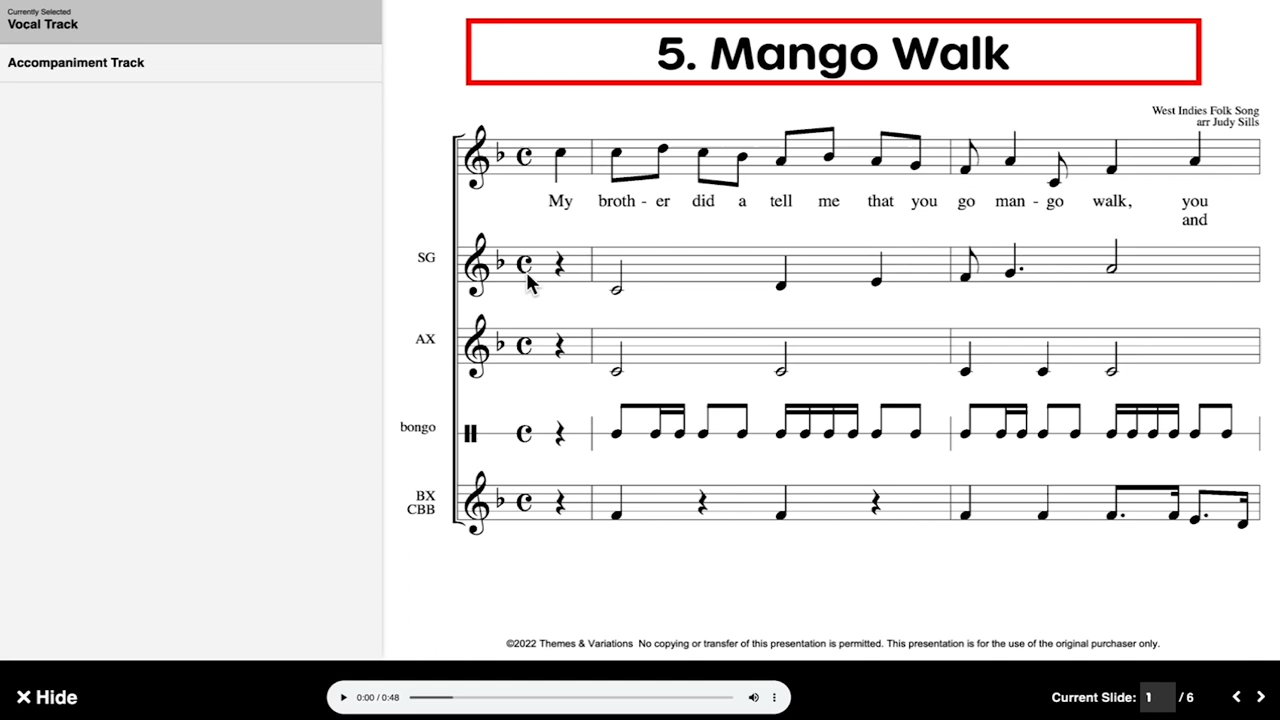 Currently Selected
Vocal Track
Accompaniment Track
5. Mango Walk
West Indies Folk Song
arr Judy Sills
My broth - er did a tell me that you go man - go walk, you
and
SG
AX
bongo
BX
CBB
©2022 Themes & Variations No copying or transfer of this presentation is permitted. This presentation is for the use of the original purchaser only.
× Hide
0:00 / 0:48
Current Slide: 1 / 6